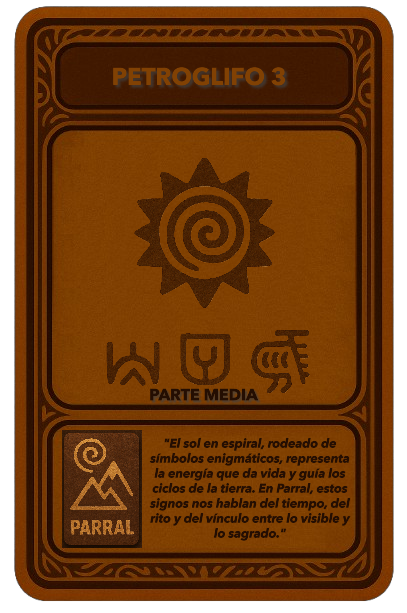 PETROGLIFO 3
PARTE MEDIA
PARRAL
"El sol en espiral, rodeado de
símbolos enigmáticos, representa
la energía que da vida y guía los
ciclos de la tierra. En Parral, estos
signos nos hablan del tiempo, del
rito y del vínculo entre lo visible y
lo sagrado."